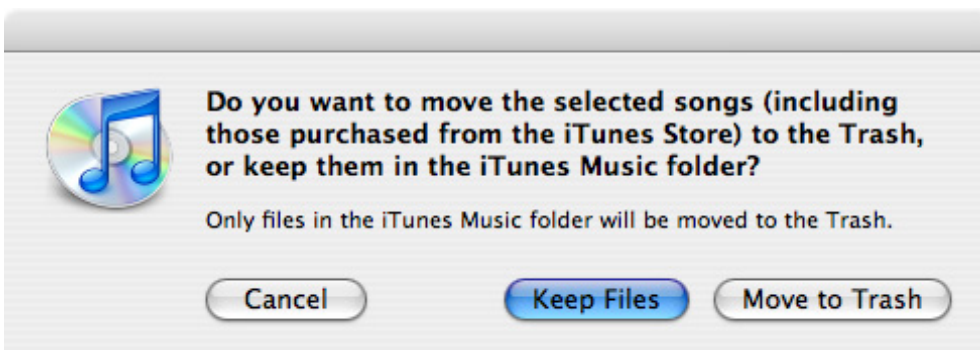 Do you want to move the selected songs (including
those purchased from the iTunes Store) to the Trash,
or keep them in the iTunes Music folder?
Only files in the iTunes Music folder will be moved to the Trash.
Cancel
Keep Files
Move to Trash